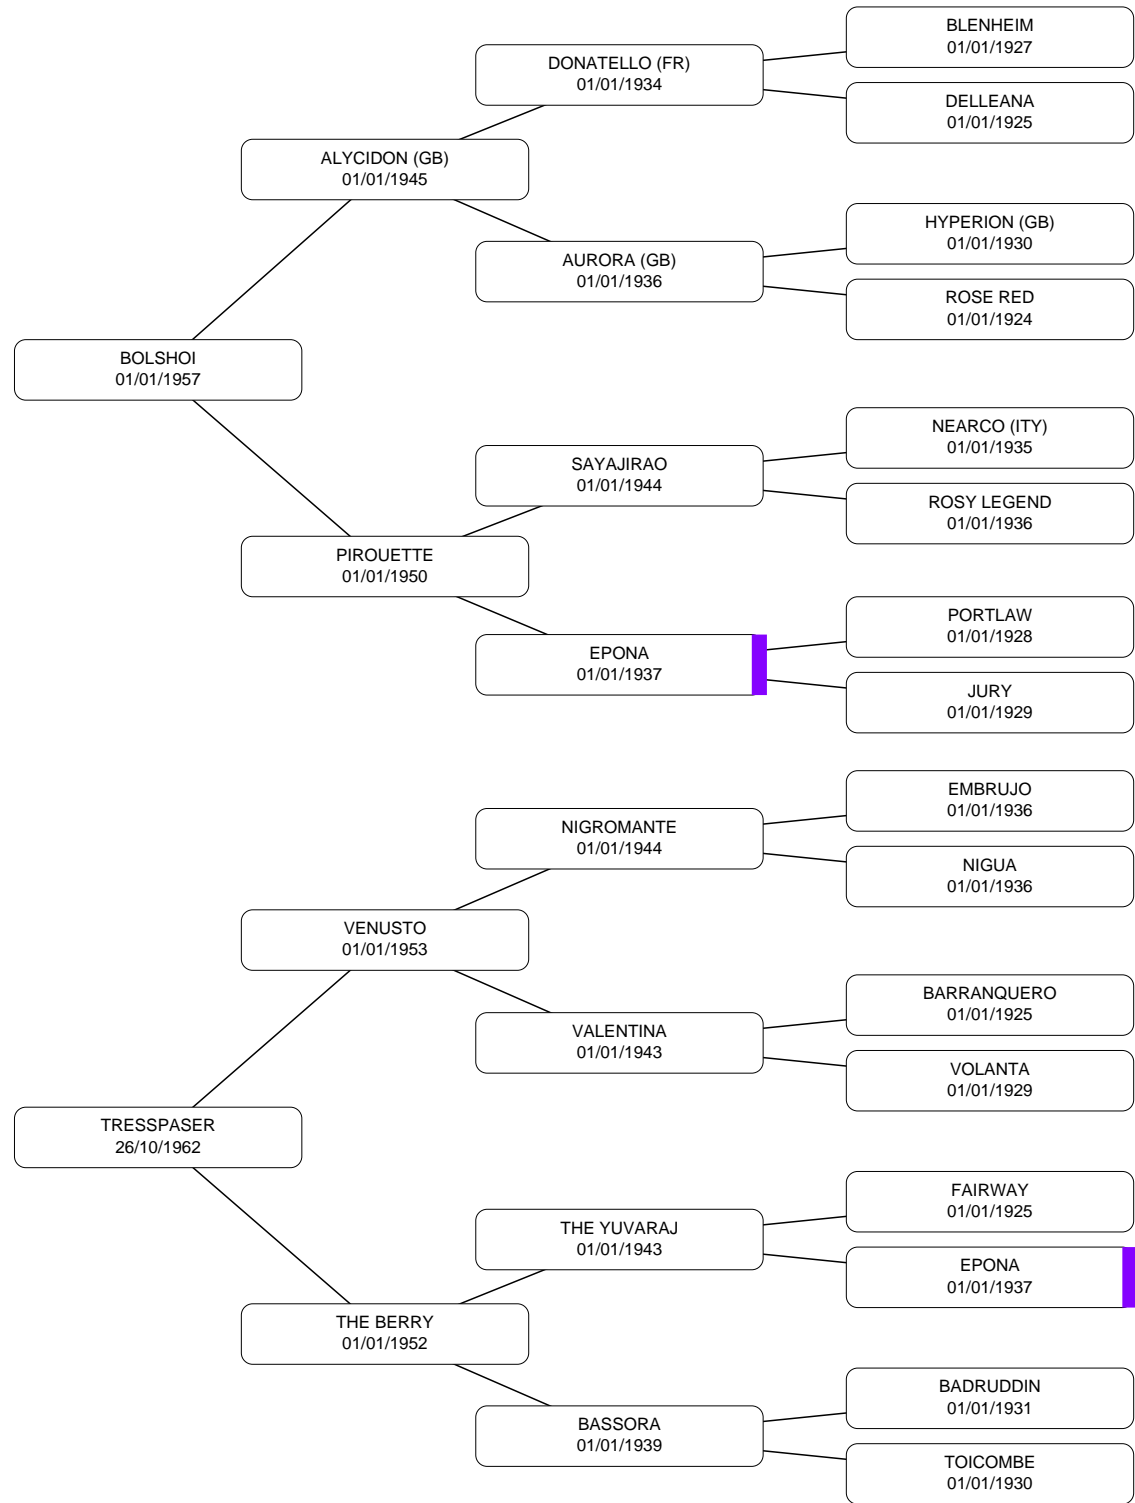 BLENHEIM
01/01/1927
DONATELLO (FR)
01/01/1934
DELLEANA
01/01/1925
ALYCIDON (GB)
01/01/1945
HYPERION (GB)
01/01/1930
AURORA (GB)
01/01/1936
ROSE RED
01/01/1924
BOLSHOI
01/01/1957
NEARCO (ITY)
01/01/1935
SAYAJIRAO
01/01/1944
ROSY LEGEND
01/01/1936
PIROUETTE
01/01/1950
PORTLAW
01/01/1928
EPONA
01/01/1937
JURY
01/01/1929
EMBRUJO
01/01/1936
NIGROMANTE
01/01/1944
NIGUA
01/01/1936
VENUSTO
01/01/1953
BARRANQUERO
01/01/1925
VALENTINA
01/01/1943
VOLANTA
01/01/1929
TRESSPASER
26/10/1962
FAIRWAY
01/01/1925
THE YUVARAJ
01/01/1943
EPONA
01/01/1937
THE BERRY
01/01/1952
BADRUDDIN
01/01/1931
BASSORA
01/01/1939
TOICOMBE
01/01/1930